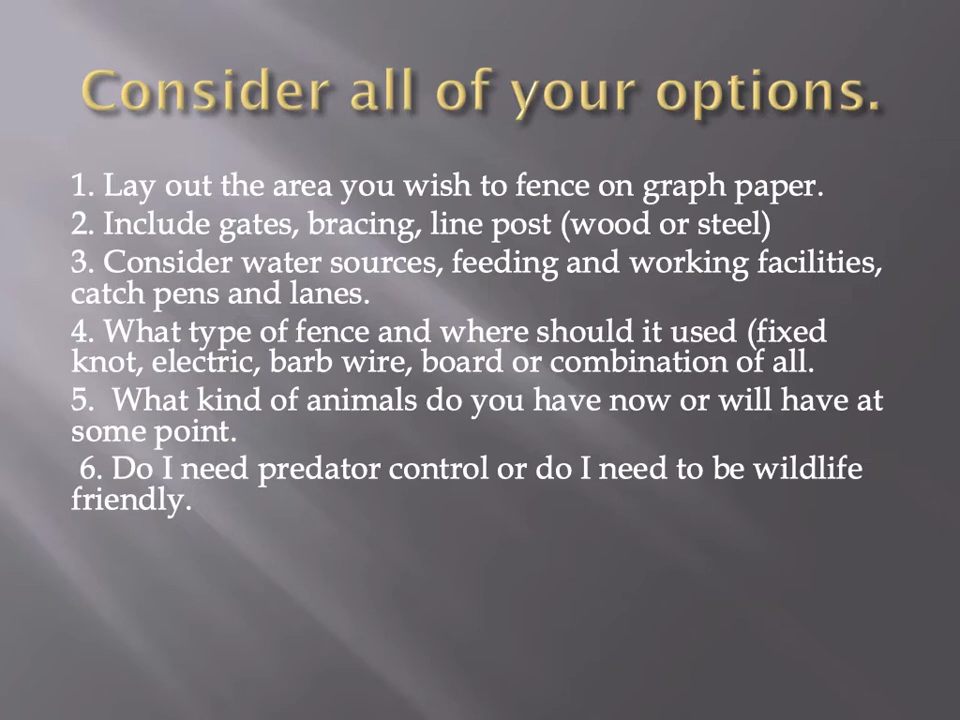 Consider all of your options.
1. Lay out the area you wish to fence on graph paper.
2. Include gates, bracing, line post (wood or steel)
3. Consider water sources, feeding and working facilities,
catch pens and lanes.
4. What type of fence and where should it used (fixed
knot, electric, barb wire, board or combination of all.
5.  What kind of animals do you have now or will have at
some point.
6. Do I need predator control or do I need to be wildlife
friendly.